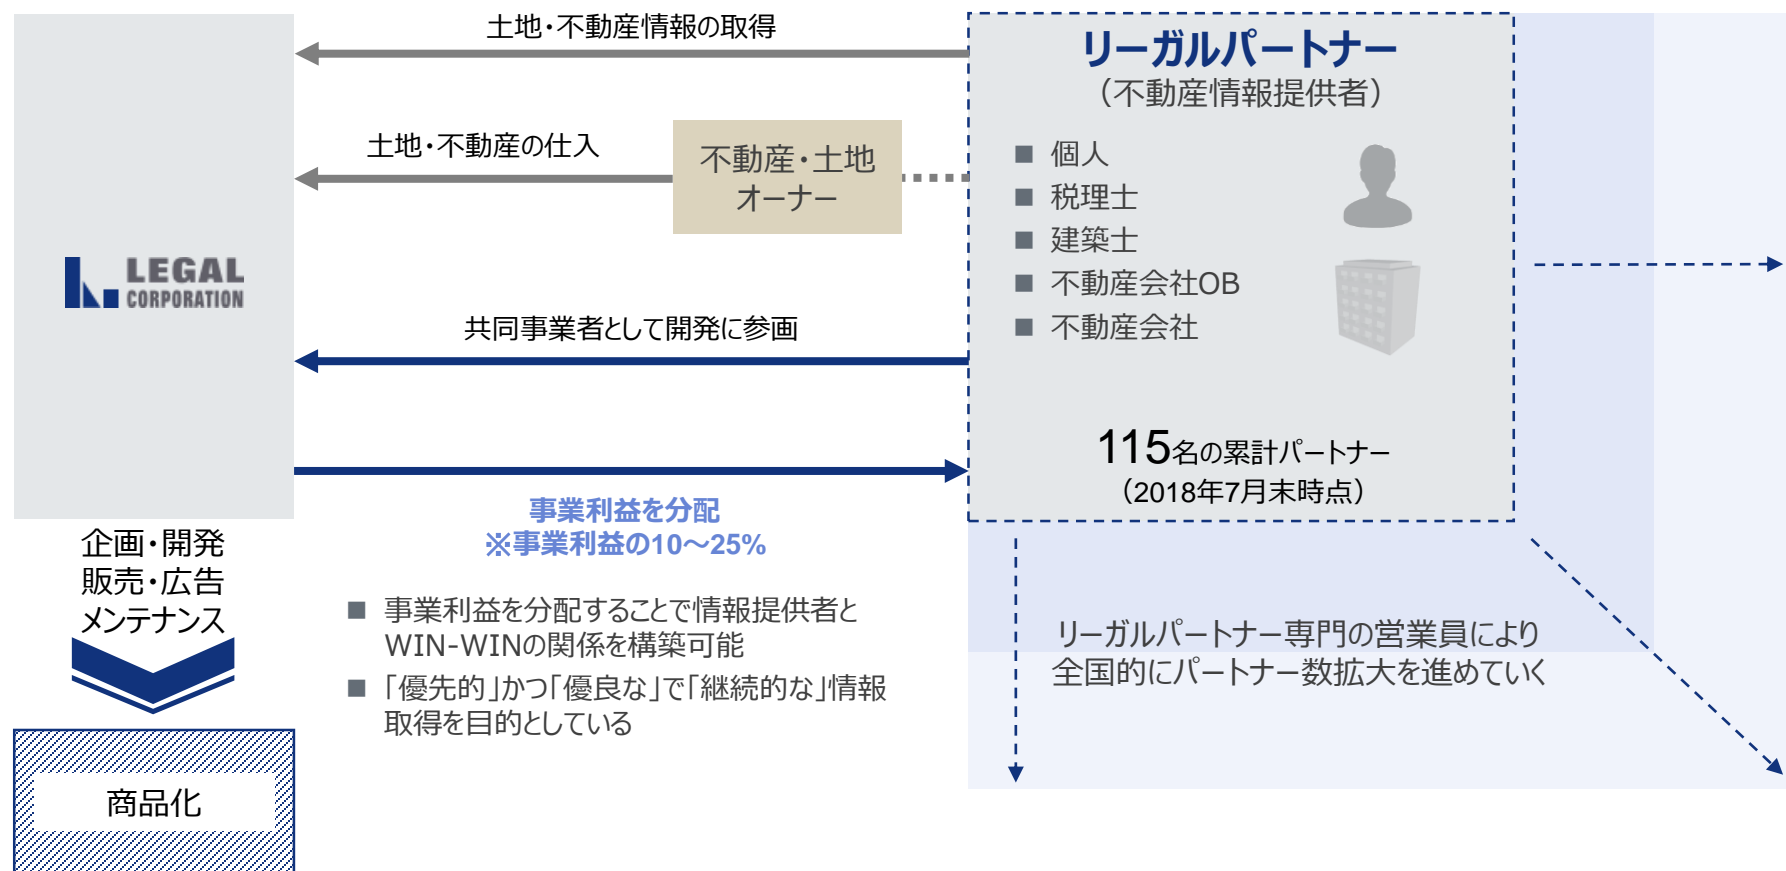 土地・不動産情報の取得
土地・不動産の仕入
不動産・土地
オーナー
LEGAL
CORPORATION
共同事業者として開発に参画
リーガルパートナー
（不動産情報提供者）
■ 個人
■ 税理士
■ 建築士
■ 不動産会社OB
■ 不動産会社
115名の累計パートナー
（2018年7月末時点）
事業利益を分配
※事業利益の10～25%
企画・開発
販売・広告
メンテナンス
■ 事業利益を分配することで情報提供者と
WIN-WINの関係を構築可能
■ 「優先的」かつ「優良な」で「継続的な」情報
取得を目的としている
リーガルパートナー専門の営業員により
全国的にパートナー数拡大を進めていく
商品化